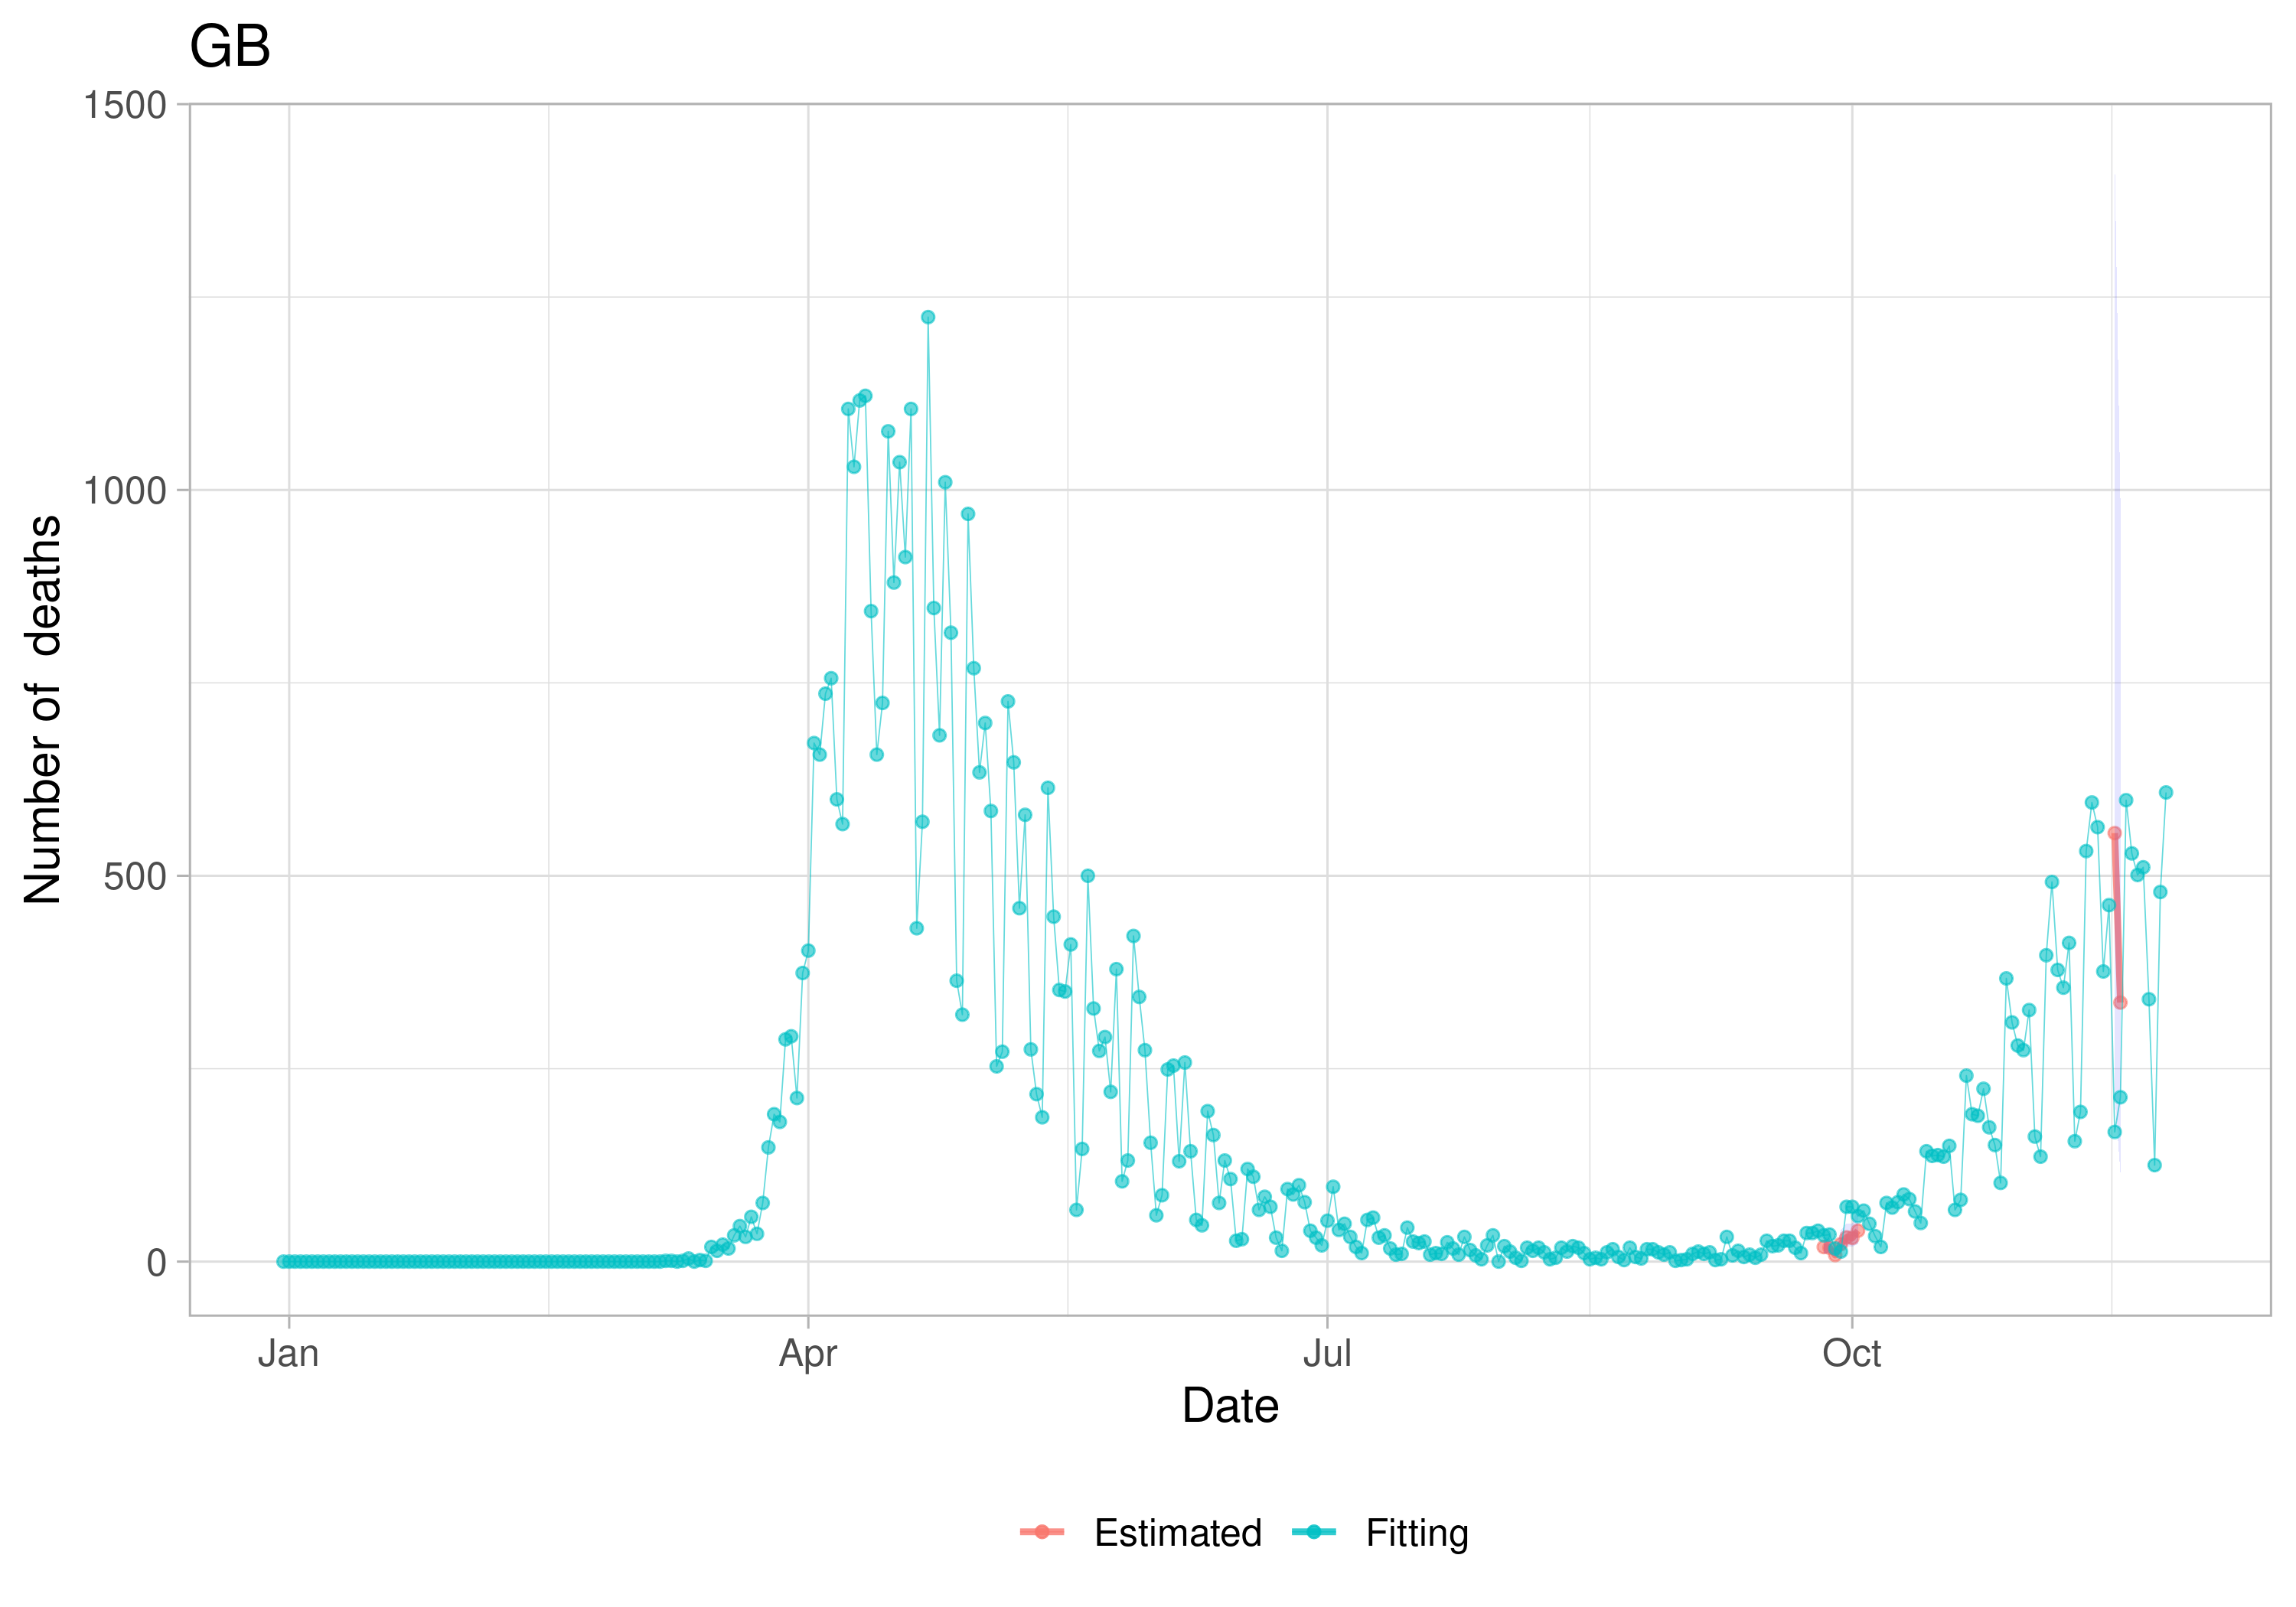 GB
1500
1000
500
0
Number of  deaths
Jan Apr Jul Oct
Date
Estimated Fitting